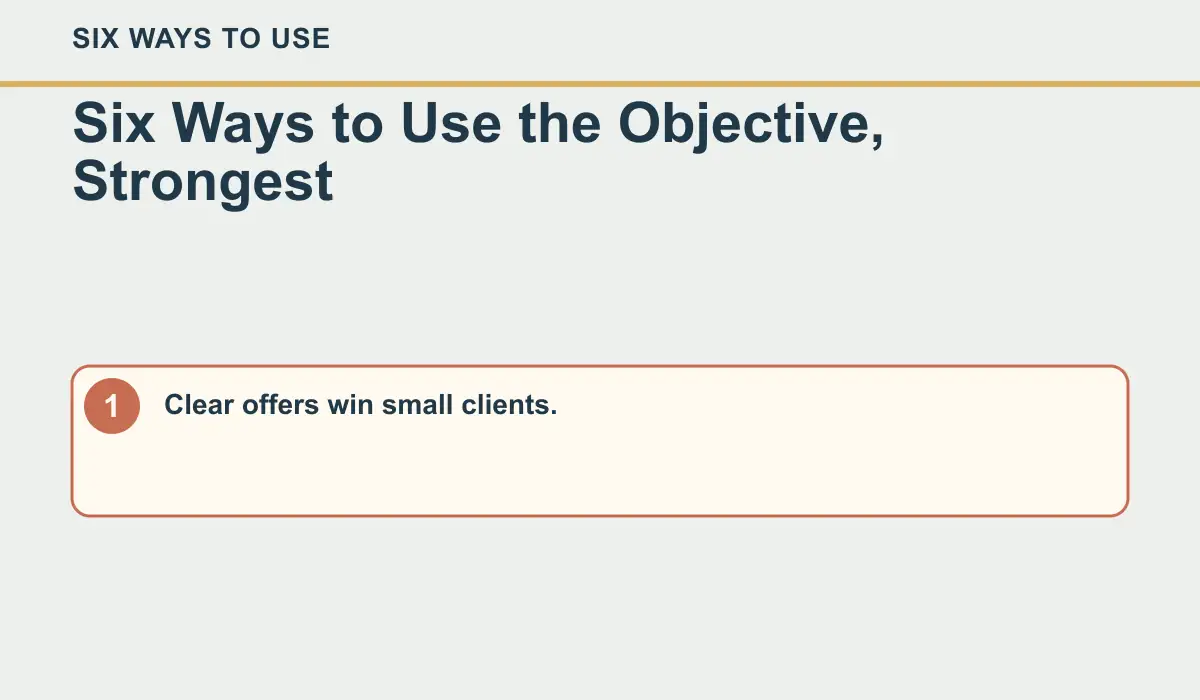 SIX WAYS TO USE
Six Ways to Use the Objective,
Strongest
1
Clear offers win small clients.